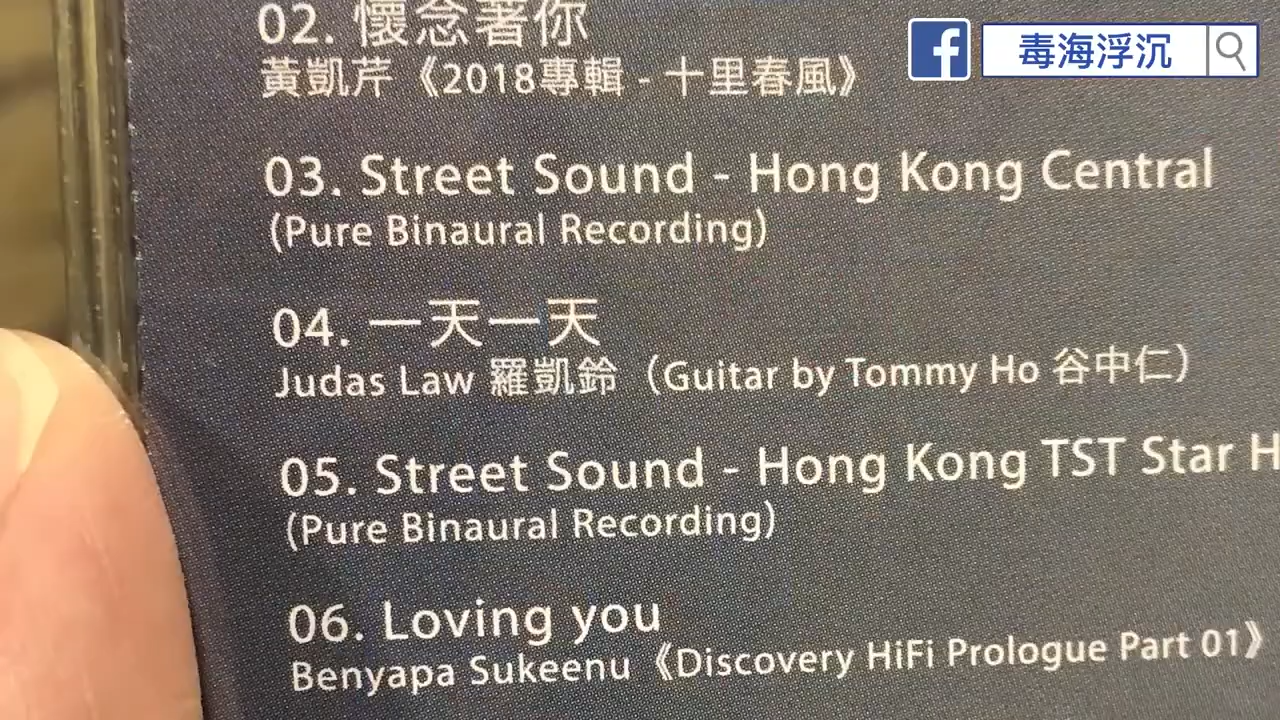 02. 懷念著你
黃凱芹《2018專輯 - 十里春風》
毒海浮沉
03. Street Sound - Hong Kong Central
(Pure Binaural Recording)
04. 一天一天
Judas Law 羅凱鈴（Guitar by Tommy Ho 谷中仁）
05. Street Sound - Hong Kong TST Star H
(Pure Binaural Recording)
06. Loving you
Benyapa Sukeenu《Discovery HiFi Prologue Part 01》